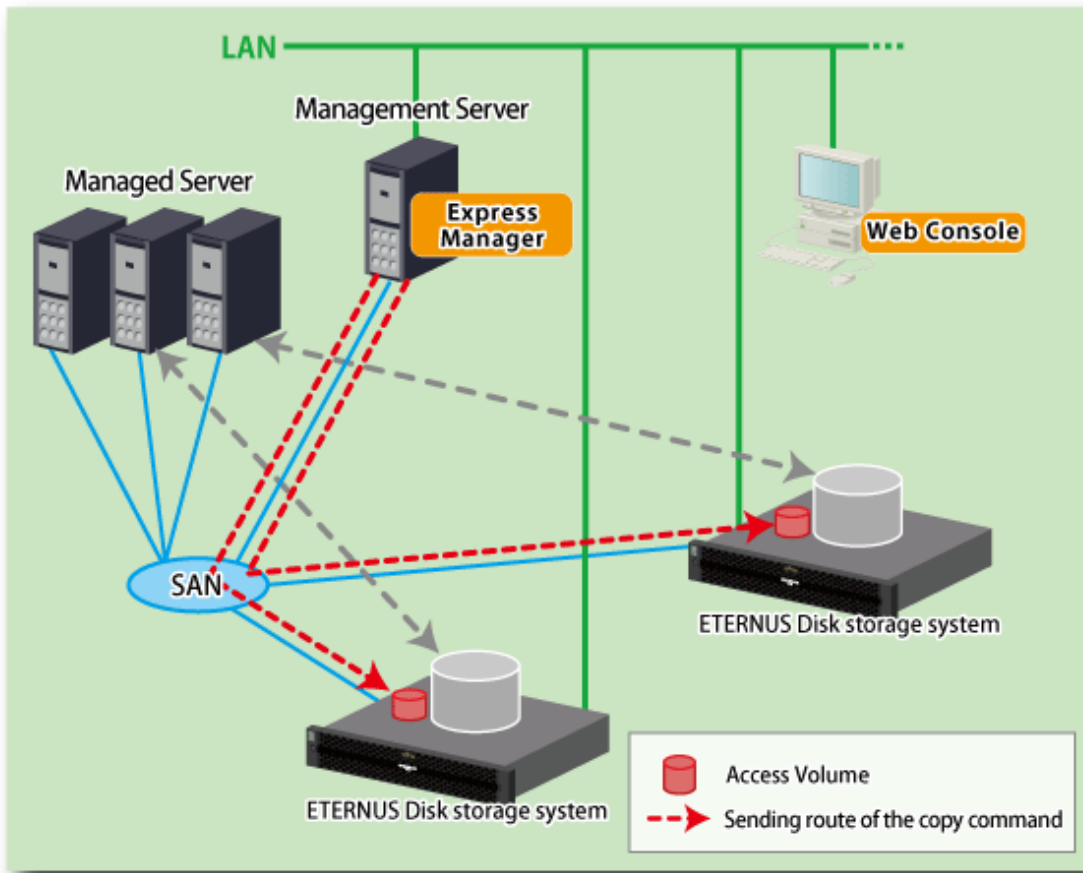 LAN
Management Server
Managed Server
Express
Manager
Web Console
SAN
ETERNUS Disk storage system
ETERNUS Disk storage system
Access Volume
Sending route of the copy command